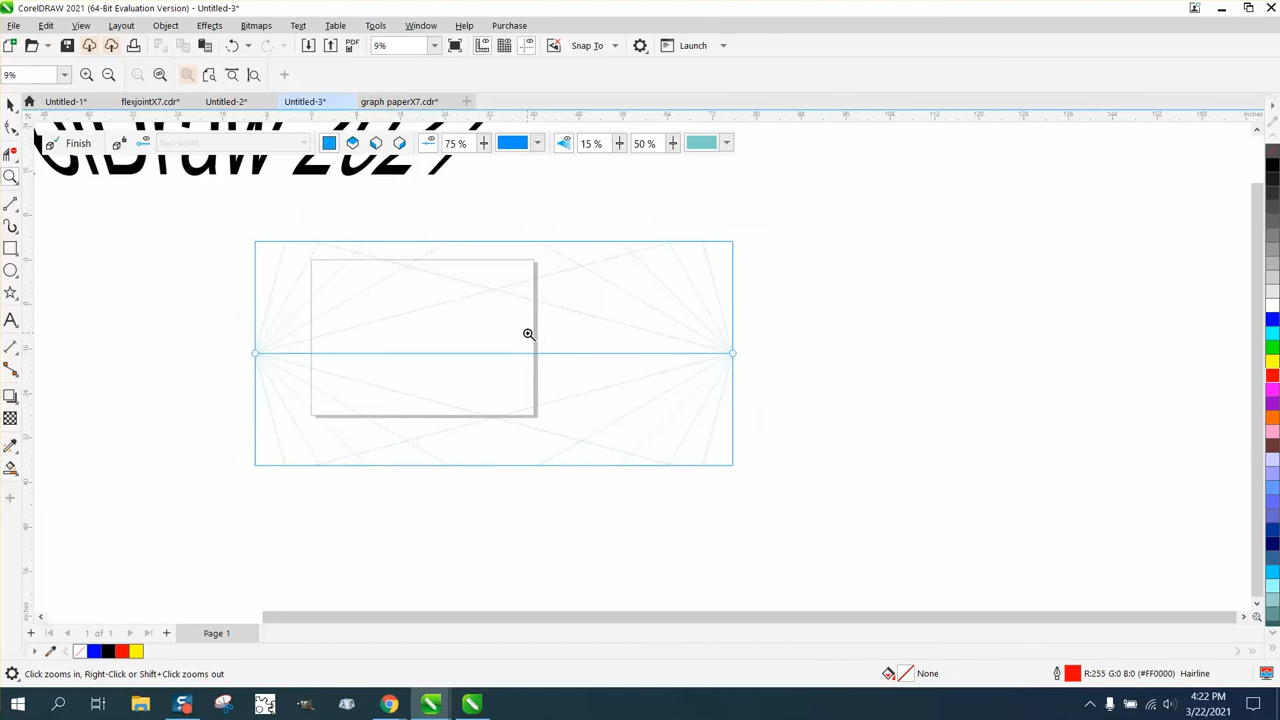 CorelDRAW 2021 (64-Bit Evaluation Version) - Untitled-3*
File Edit View Layout Object Effects Bitmaps Text Table Tools Window Help Purchase
PDF 9% Snap To Launch
9%
Untitled-1* flexjointX7.cdr* Untitled-2* Untitled-3* graph paperX7.cdr*
Finish Two-point 75 % 15 % 50 %
1 of 1 Page 1
Click zooms in, Right-Click or Shift+Click zooms out None R:255 G:0 B:0 (#FF0000) Hairline
4:22 PM
3/22/2021